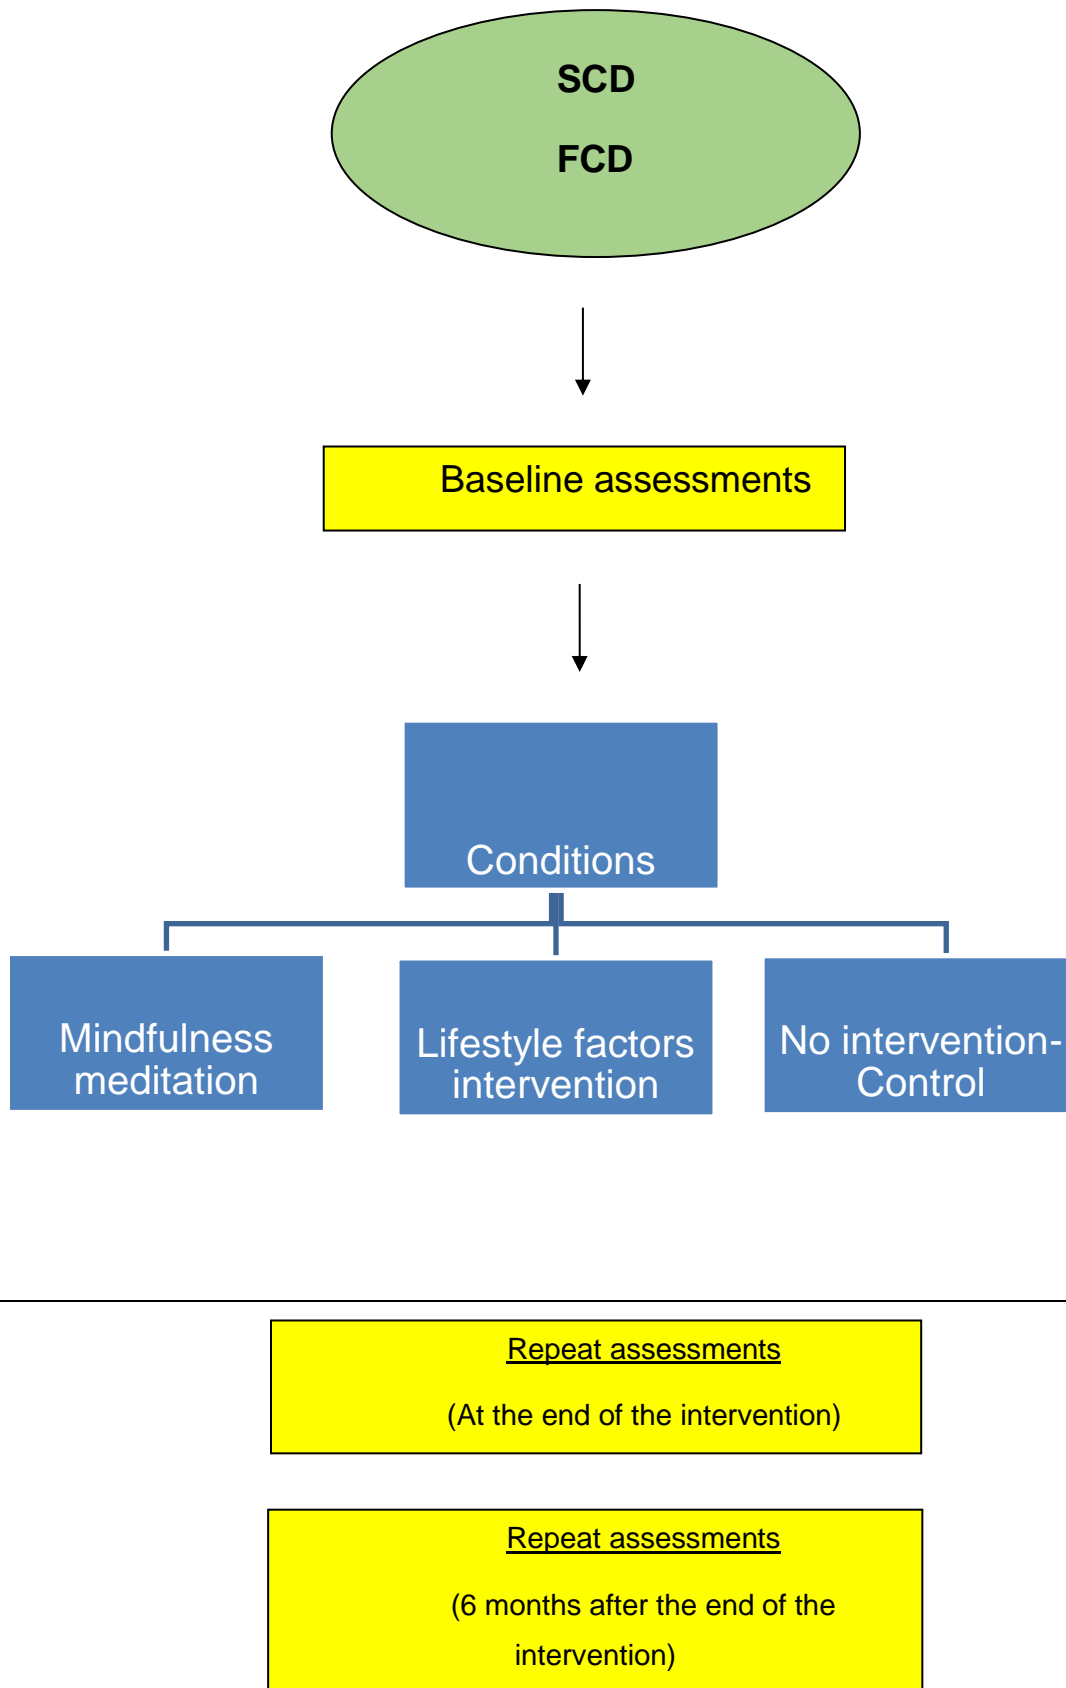 SCD
FCD
Baseline assessments
Conditions
Mindfulness
meditation
Lifestyle factors
intervention
No intervention-
Control
Repeat assessments
(At the end of the intervention)
Repeat assessments
(6 months after the end of the
intervention)